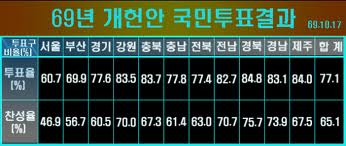 69년 개헌안 국민투표결과 69.10.17
투표구 서울 부산 경기 강원 충북 충남 전북 전남 경북 경남 제주 합 계
비율(%)
투표율 60.7 69.9 77.6 83.5 83.7 77.8 77.4 82.7 84.8 83.1 84.0 77.1
(%)
찬성율 46.9 56.7 60.5 70.0 67.3 61.4 63.0 70.7 75.7 73.9 67.5 65.1
(%)